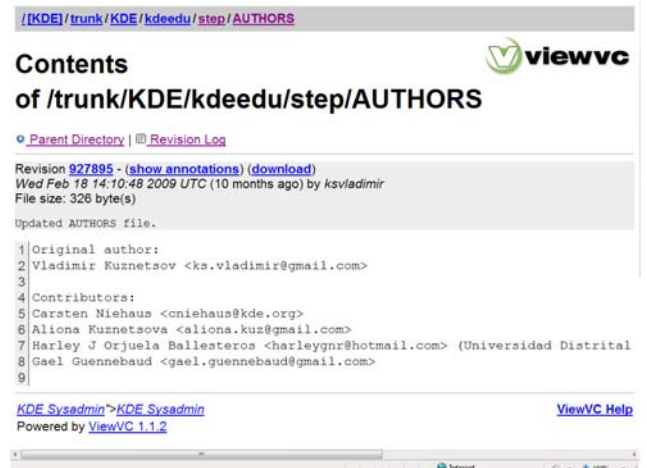 /[KDE]/trunk/KDE/kdeedu/step/AUTHORS
viewvc
Contents
of /trunk/KDE/kdeedu/step/AUTHORS
Parent Directory | Revision Log
Revision 927895 - (show annotations) (download)
Wed Feb 18 14:10:48 2009 UTC (10 months ago) by ksvladimir
File size: 326 byte(s)
Updated AUTHORS file.
1 Original author:
2 Vladimir Kuznetsov <ks.vladimir@gmail.com>
3
4 Contributors:
5 Carsten Niehaus <cniehaus@kde.org>
6 Aliona Kuznetsova <aliona.kuz@gmail.com>
7 Harley J Orjuela Ballesteros <harleygnr@hotmail.com> (Universidad Distrital
8 Gael Guennebaud <gael.guennebaud@gmail.com>
9
KDE Sysadmin">KDE Sysadmin
ViewVC Help
Powered by ViewVC 1.1.2